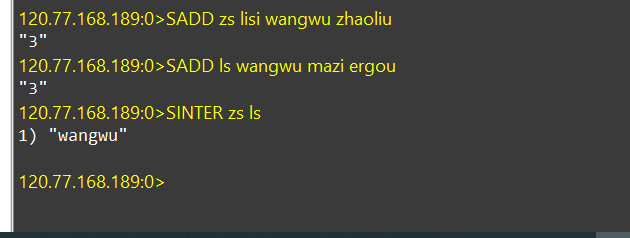 120.77.168.189:0>SADD zs lisi wangwu zhaoliu
"3"
120.77.168.189:0>SADD ls wangwu mazi ergou
"3"
120.77.168.189:0>SINTER zs ls
1) "wangwu"
120.77.168.189:0>